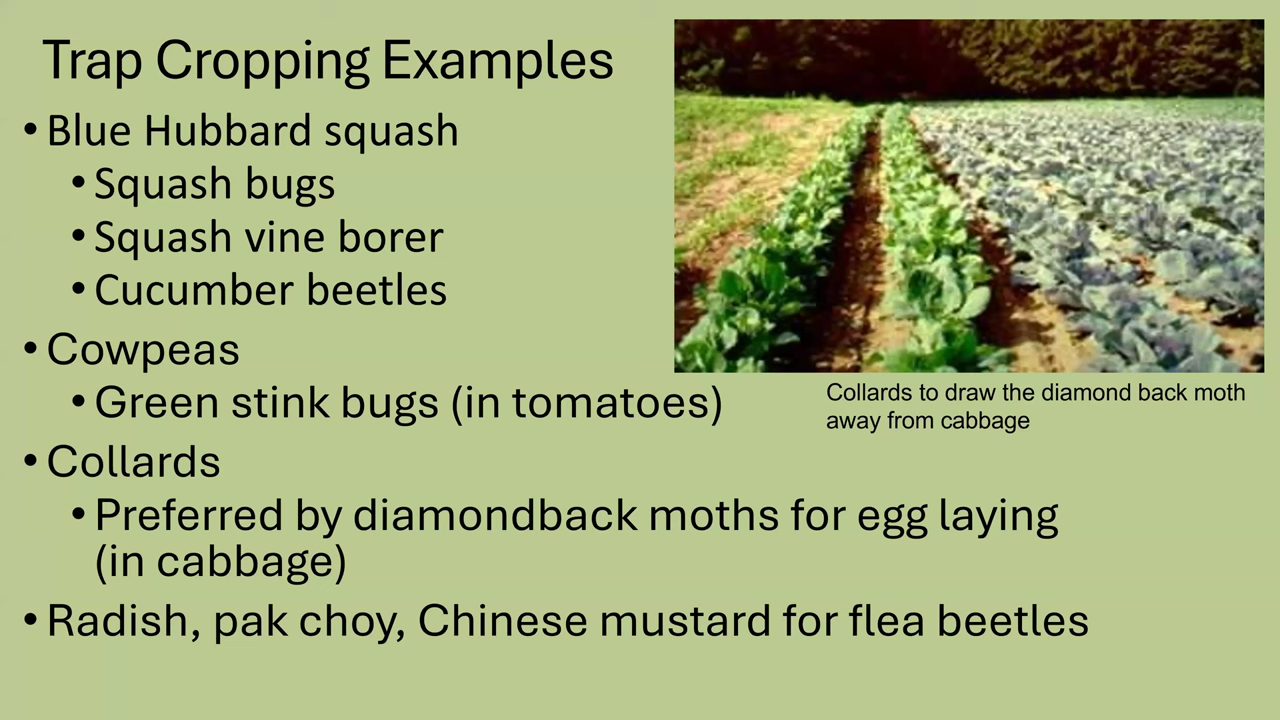 Trap Cropping Examples
• Blue Hubbard squash
• Squash bugs
• Squash vine borer
• Cucumber beetles
• Cowpeas
• Green stink bugs (in tomatoes)
• Collards
• Preferred by diamondback moths for egg laying
(in cabbage)
• Radish, pak choy, Chinese mustard for flea beetles
Collards to draw the diamond back moth
away from cabbage